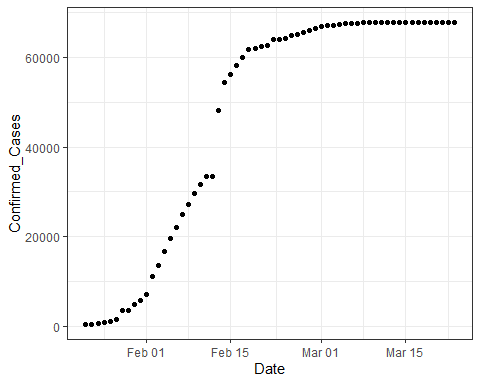 Confirmed_Cases
60000
40000
20000
0
Feb 01
Feb 15
Mar 01
Mar 15
Date